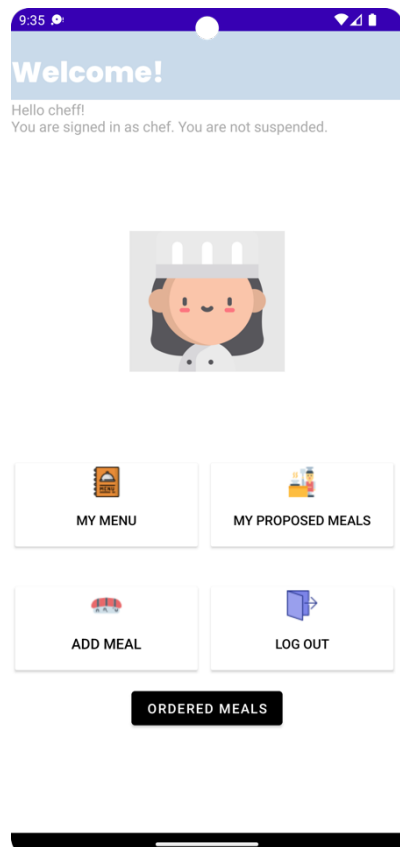 9:35
Welcome!
Hello cheff!
You are signed in as chef. You are not suspended.
MENU
MY MENU
MY PROPOSED MEALS
ADD MEAL
LOG OUT
ORDERED MEALS